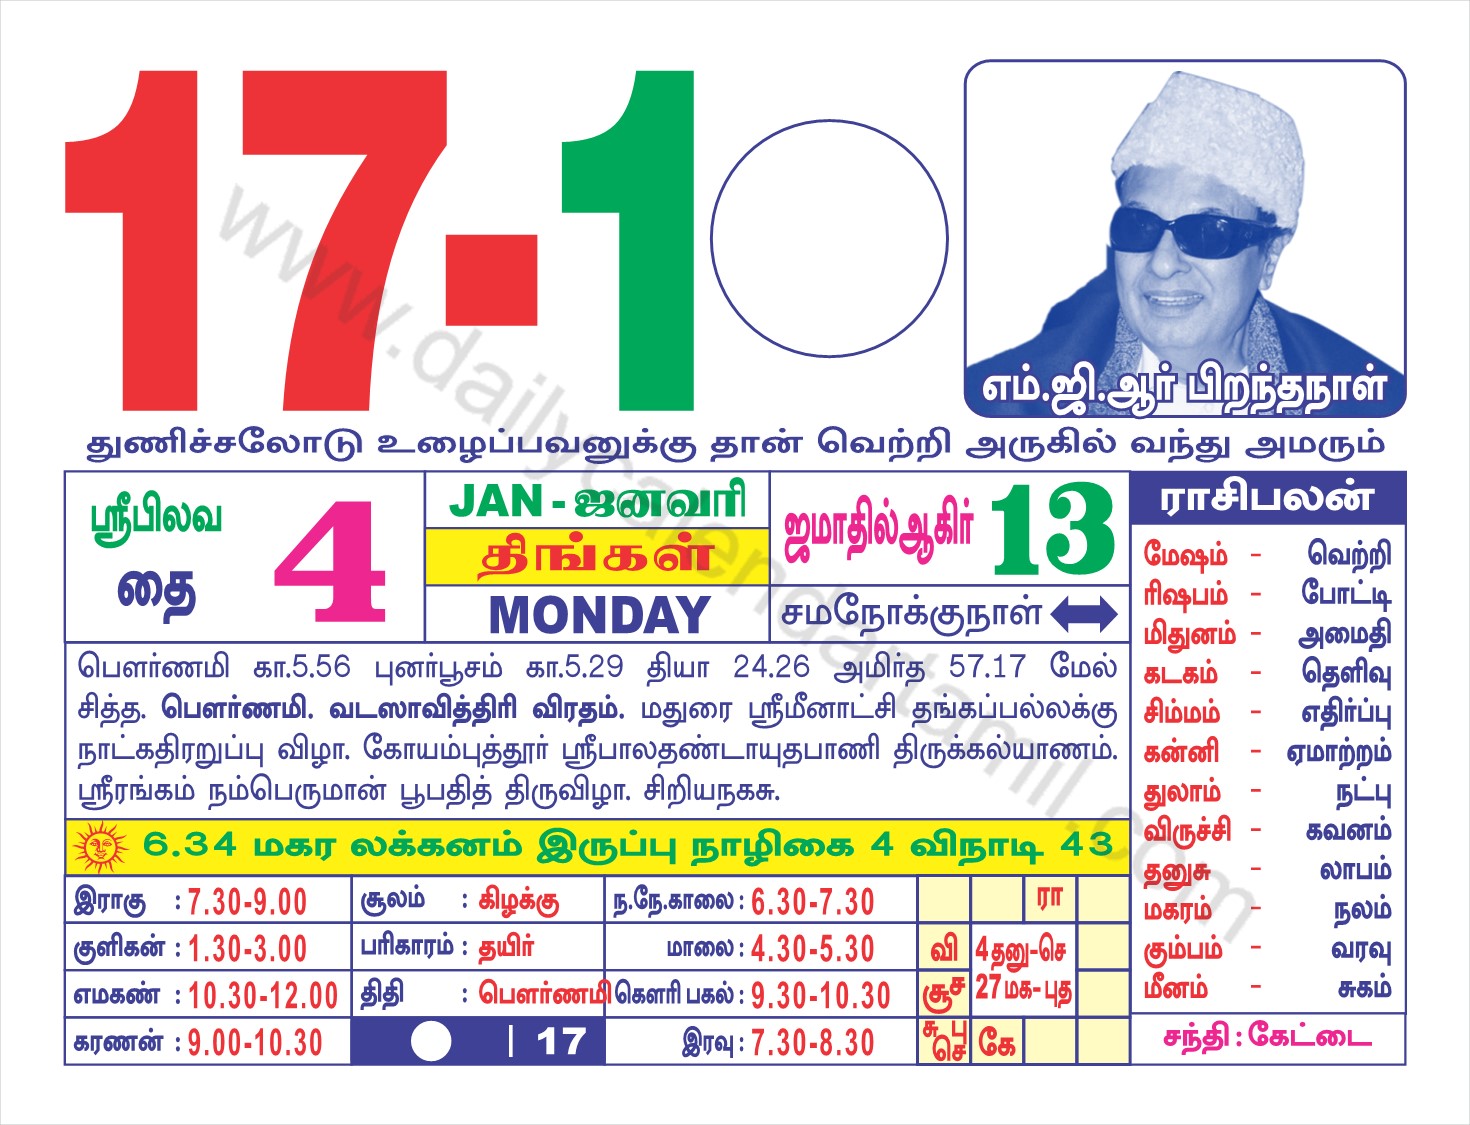 17-1
எம்.ஜி.ஆர் பிறந்தநாள்
துணிச்சலோடு உழைப்பவனுக்கு தான் வெற்றி அருகில் வந்து அமரும்
ஸ்ரீபிலவ
தை 4
JAN - ஜனவரி
திங்கள்
MONDAY
ஜமாதில்ஆகிர் 13
சமநோக்குநாள்
பௌர்ணமி கா.5.56 புனர்பூசம் கா.5.29 தியா 24.26 அமிர்த 57.17 மேல்
சித்த. பௌர்ணமி. வடஸாவித்திரி விரதம். மதுரை ஸ்ரீமீனாட்சி தங்கப்பல்லக்கு
நாட்கதிரறுப்பு விழா. கோயம்புத்தூர் ஸ்ரீபாலதண்டாயுதபாணி திருக்கல்யாணம்.
ஸ்ரீரங்கம் நம்பெருமான் பூபதித் திருவிழா. சிறியநகசு.
6.34 மகர லக்கனம் இருப்பு நாழிகை 4 விநாடி 43
இராகு : 7.30-9.00
குளிகன் : 1.30-3.00
எமகண் : 10.30-12.00
கரணன் : 9.00-10.30
சூலம் : கிழக்கு
பரிகாரம் : தயிர்
திதி : பௌர்ணமி
| 17
ந.நே.காலை : 6.30-7.30
மாலை : 4.30-5.30
கௌரி பகல் : 9.30-10.30
இரவு : 7.30-8.30
ரா
வி
4 தனு-செ
சூ ச
27 மக-புத
சு பு
செ
கே
ராசிபலன்
மேஷம் - வெற்றி
ரிஷபம் - போட்டி
மிதுனம் - அமைதி
கடகம் - தெளிவு
சிம்மம் - எதிர்ப்பு
கன்னி - ஏமாற்றம்
துலாம் - நட்பு
விருச்சி - கவனம்
தனுசு - லாபம்
மகரம் - நலம்
கும்பம் - வரவு
மீனம் - சுகம்
சந்தி : கேட்டை
www.dailycalendartamil.com